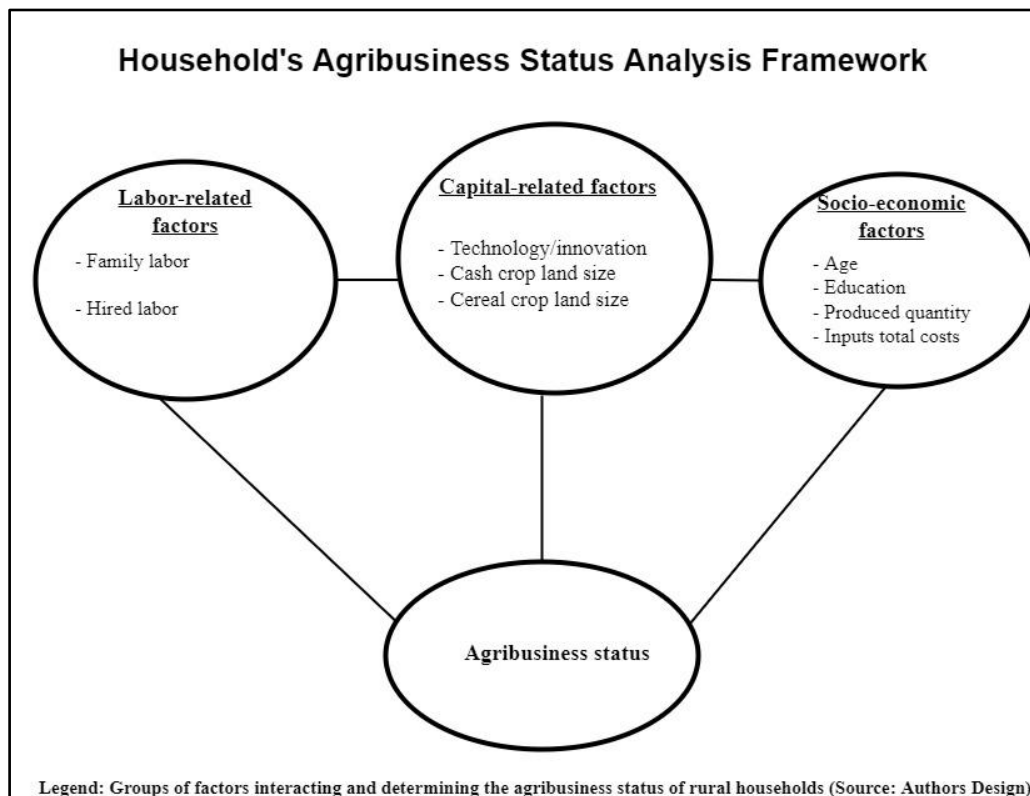 Household's Agribusiness Status Analysis Framework
Labor-related
factors
- Family labor
- Hired labor
Capital-related factors
- Technology/innovation
- Cash crop land size
- Cereal crop land size
Socio-economic
factors
- Age
- Education
- Produced quantity
- Inputs total costs
Agribusiness status
Legend: Groups of factors interacting and determining the agribusiness status of rural households (Source: Authors Design)